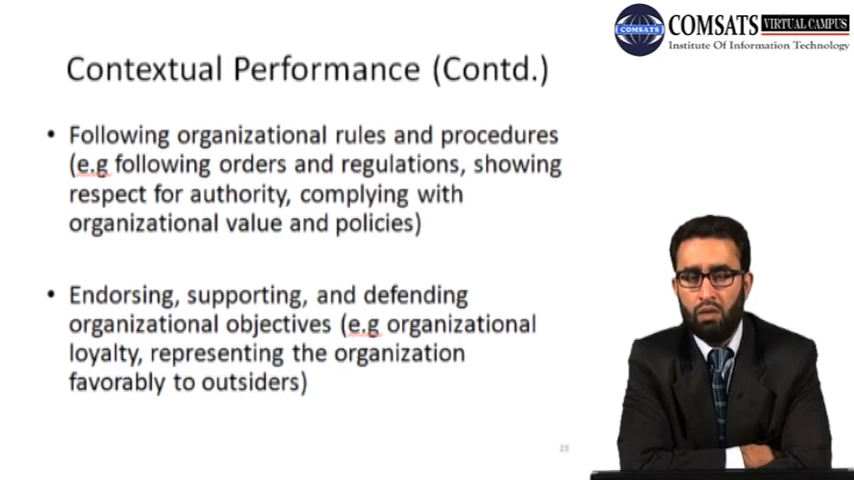 COMSATS
COMSATS VIRTUAL CAMPUS
Institute Of Information Technology
Contextual Performance (Contd.)
• Following organizational rules and procedures
(e.g following orders and regulations, showing
respect for authority, complying with
organizational value and policies)
• Endorsing, supporting, and defending
organizational objectives (e.g organizational
loyalty, representing the organization
favorably to outsiders)